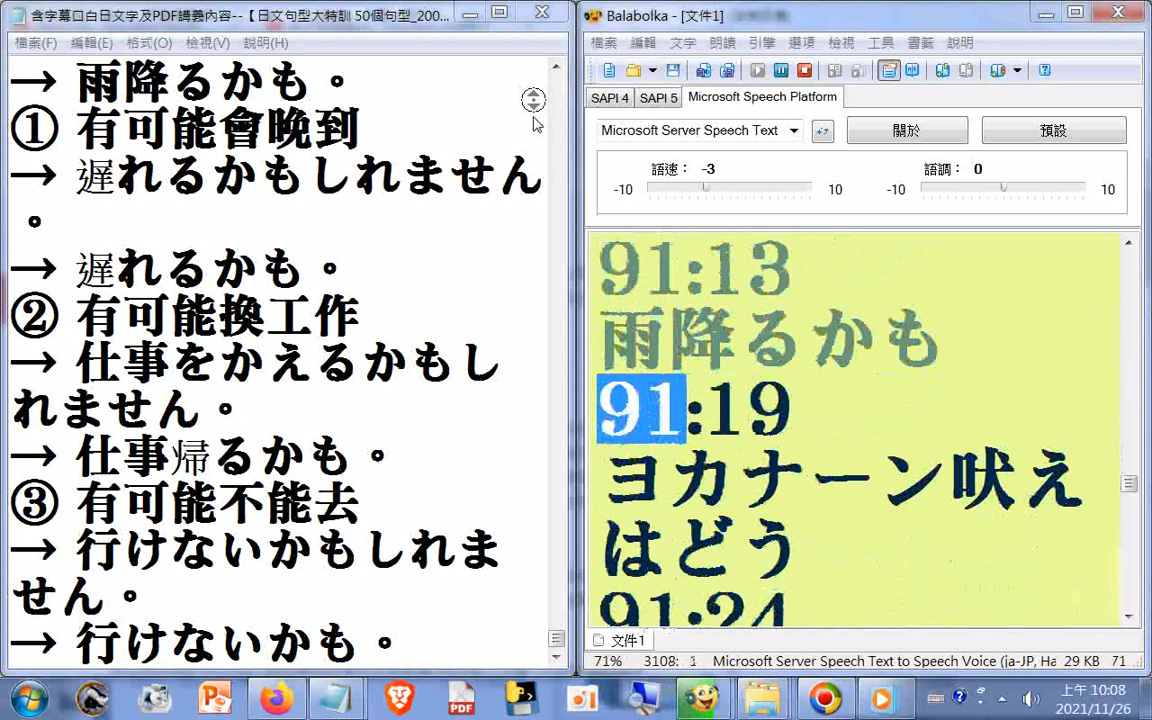 含字幕口白日文字及PDF講義內容--【日文句型大特訓 50個句型_200...
檔案(F) 編輯(E) 格式(O) 檢視(V) 說明(H)
→ 雨降るかも。
① 有可能會晚到
→ 遅れるかもしれません
。
→ 遅れるかも。
② 有可能換工作
→ 仕事をかえるかもし
れません。
→ 仕事帰るかも。
③ 有可能不能去
→ 行けないかもしれま
せん。
→ 行けないかも。
Balabolka - [文件1]
檔案 編輯 文字 朗讀 引擎 選項 檢視 工具 書籤 說明
SAPI 4 SAPI 5 Microsoft Speech Platform
Microsoft Server Speech Text 關於 預設
語速： -3 語調： 0
-10 10 -10 10
91:13
雨降るかも
91:19
ヨカナーン吠え
はどう
91:24
文件1
71% 3108: 1 Microsoft Server Speech Text to Speech Voice (ja-JP, Ha 29 KB 71
PDF
上午 10:08
2021/11/26